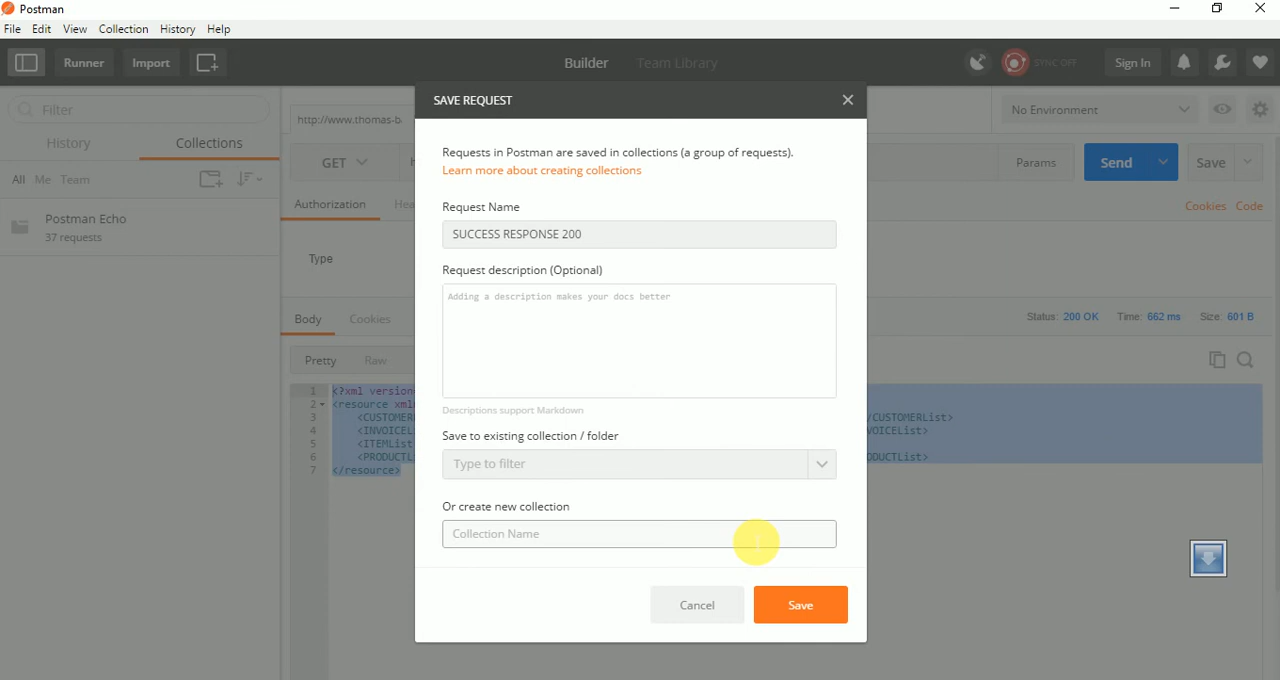 Postman
File Edit View Collection History Help
Runner Import Builder Team Library SYNC OFF Sign In
Filter
History Collections
All Me Team
Postman Echo
37 requests
http://www.thomas-b
No Environment
GET Params Send Save
Authorization Hea Cookies Code
Type
Body Cookies Status: 200 OK Time: 662 ms Size: 601 B
Pretty Raw
1 <?xml version
2 <resource xml
3 <CUSTOMER /CUSTOMERList>
4 <INVOICEL VOICEList>
5 <ITEMList
6 <PRODUCTL DUCTList>
7 </resource>
SAVE REQUEST
Requests in Postman are saved in collections (a group of requests).
Learn more about creating collections
Request Name
SUCCESS RESPONSE 200
Request description (Optional)
Adding a description makes your docs better
Descriptions support Markdown
Save to existing collection / folder
Type to filter
Or create new collection
Collection Name
Cancel Save